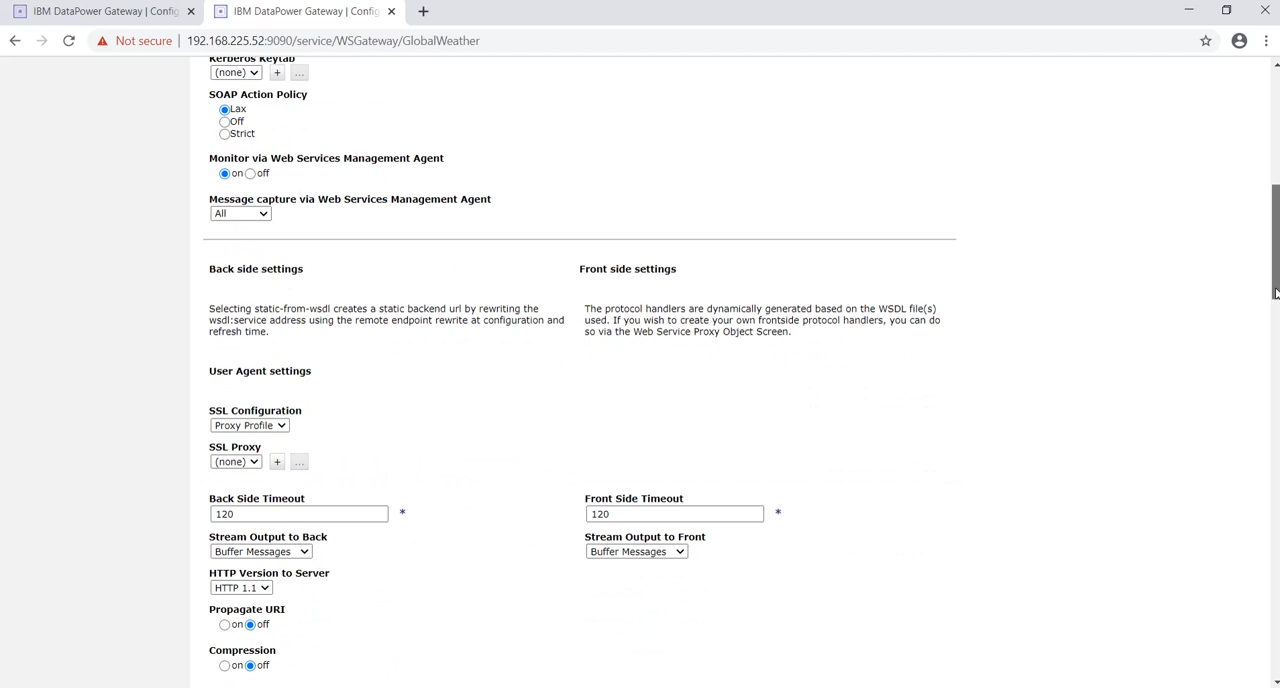 IBM DataPower Gateway | Config
IBM DataPower Gateway | Config
Not secure | 192.168.225.52:9090/service/WSGateway/GlobalWeather
Kerberos Keytab
(none) + ...
SOAP Action Policy
Lax
Off
Strict
Monitor via Web Services Management Agent
on off
Message capture via Web Services Management Agent
All
Back side settings
Front side settings
Selecting static-from-wsdl creates a static backend url by rewriting the
wsdl:service address using the remote endpoint rewrite at configuration and
refresh time.
The protocol handlers are dynamically generated based on the WSDL file(s)
used. If you wish to create your own frontside protocol handlers, you can do
so via the Web Service Proxy Object Screen.
User Agent settings
SSL Configuration
Proxy Profile
SSL Proxy
(none) + ...
Back Side Timeout
120 *
Front Side Timeout
120 *
Stream Output to Back
Buffer Messages
Stream Output to Front
Buffer Messages
HTTP Version to Server
HTTP 1.1
Propagate URI
on off
Compression
on off